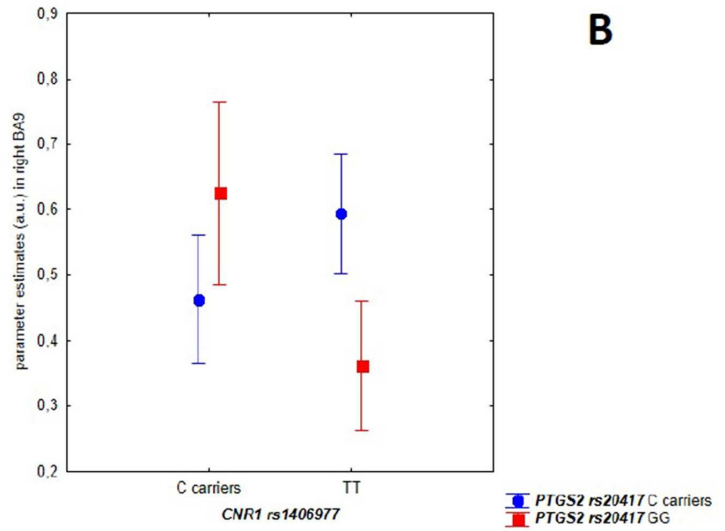 B
parameter estimates (a.u.) in right BA9
0,9
0,8
0,7
0,6
0,5
0,4
0,3
0,2
C carriers TT
CNR1 rs1406977
PTGS2 rs20417 C carriers
PTGS2 rs20417 GG